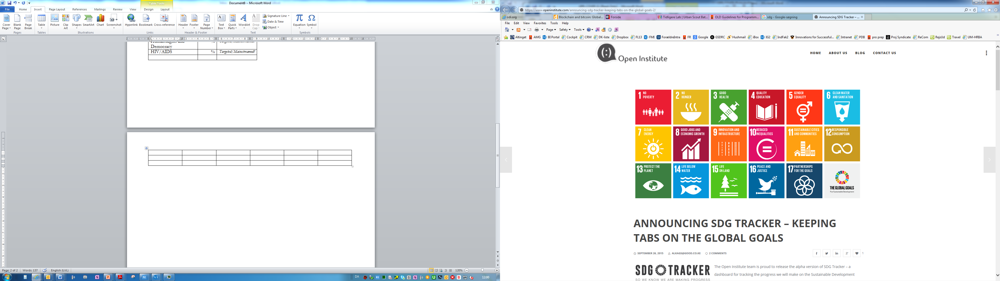 Table Tools
Document8 - Microsoft Word
File Home Insert Page Layout References Mailings Review View Design Layout
Cover Page Blank Page Page Break Table Picture Clip Art Shapes SmartArt Chart Screenshot Hyperlink Bookmark Cross-reference Header Footer Page Number Text Box Quick Parts WordArt Drop Cap Signature Line Date & Time Object Equation Symbol
Pages Tables Illustrations Links Header & Footer Text Symbols
Democracy
HIV/AIDS % Targeted/Mainstreamed?
Page: 2 of 2 Words: 137 English (U.K.) 120%
DA 12:00
https://www.openinstitute.com/announcing-sdg-tracker-keeping-tabs-on-the-global-goals-2/
odi.org Blockchain and bitcoin: Global... Forside Tidligere Løb | Urban Scout Bat... OLD Guidelines for Programm... sdg - Google-søgning Announcing SDG Tracker – ...
File Edit View Favorites Tools Help
Page Safety Tools
Altinget AMG BI Portal Cockpit CRM DK-liste Dropbox FL13 FMI ForældreIntra FR Google GSDRC Hushmail iBox IG2 IndFak2 Innovations for Successful... Intranet PDB pro prep Proj Syndicate ReCom RejsUd Travel UM-HRBA
Open Institute
HOME ABOUT US BLOG CONTACT US
1 NO POVERTY
2 NO HUNGER
3 GOOD HEALTH
4 QUALITY EDUCATION
5 GENDER EQUALITY
6 CLEAN WATER AND SANITATION
7 CLEAN ENERGY
8 GOOD JOBS AND ECONOMIC GROWTH
9 INNOVATION AND INFRASTRUCTURE
10 REDUCED INEQUALITIES
11 SUSTAINABLE CITIES AND COMMUNITIES
12 RESPONSIBLE CONSUMPTION
13 PROTECT THE PLANET
14 LIFE BELOW WATER
15 LIFE ON LAND
16 PEACE AND JUSTICE
17 PARTNERSHIPS FOR THE GOALS
THE GLOBAL GOALS
For Sustainable Development
ANNOUNCING SDG TRACKER – KEEPING
TABS ON THE GLOBAL GOALS
SEPTEMBER 26, 2015 ALKAGS@GOOD.CO.KE 2 COMMENTS 1
SDG TRACKER
SO WE KNOW WE ARE MAKING PROGRESS
The Open Institute team is proud to release the alpha version of SDG Tracker – a
dashboard for tracking the progress we will make on the Sustainable Development